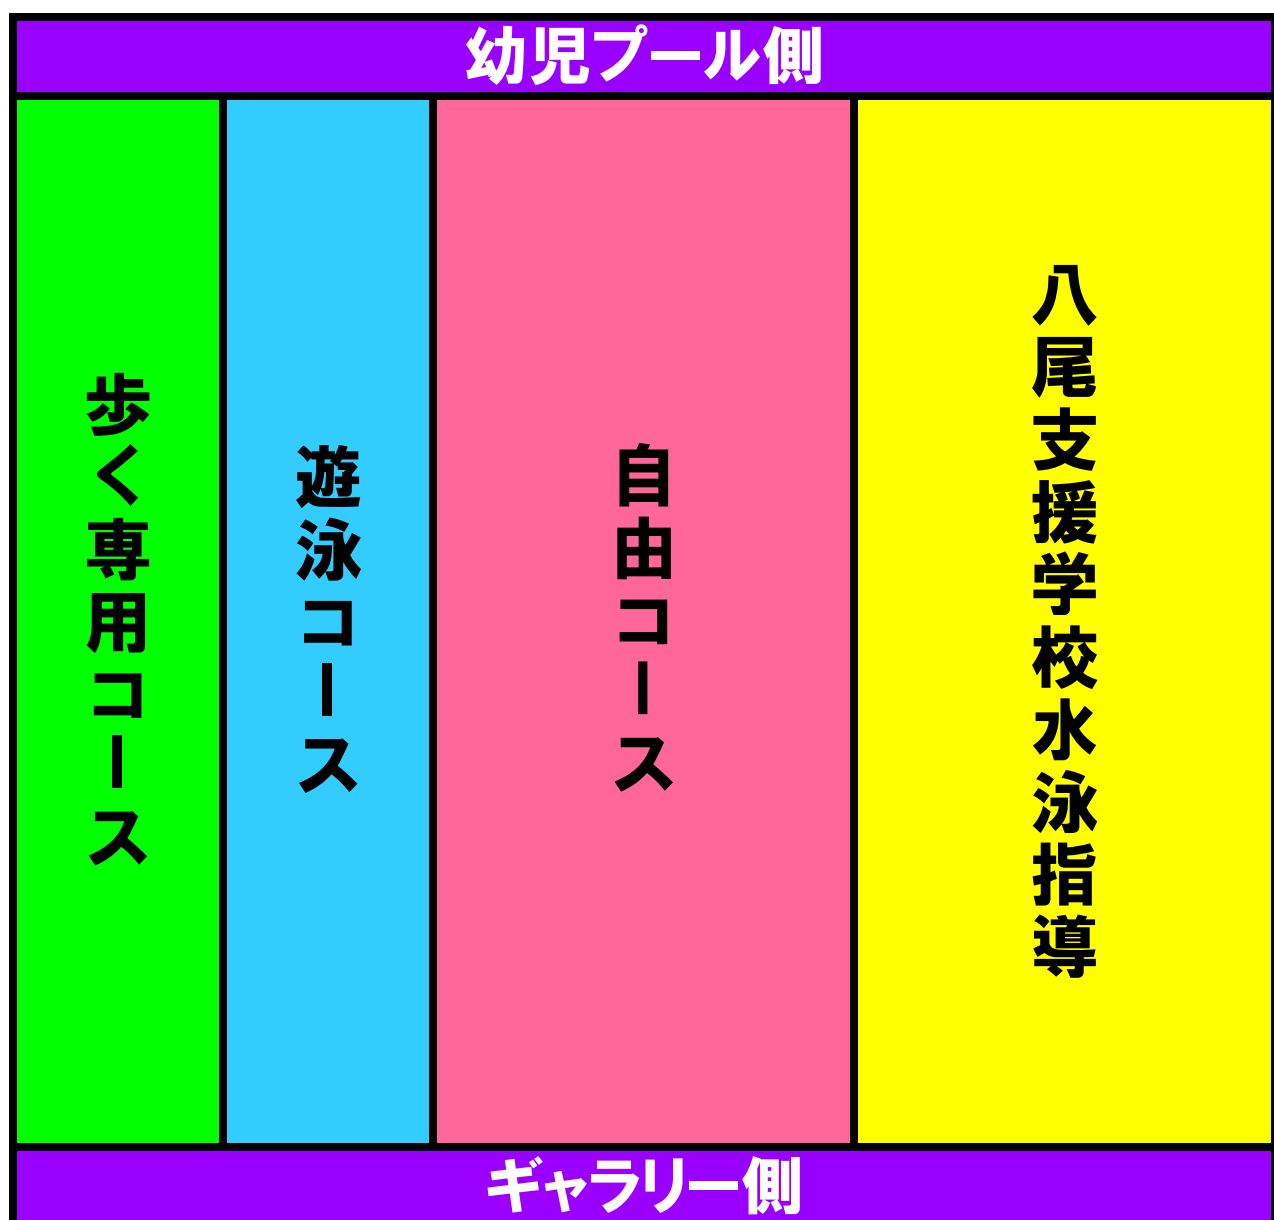 幼児プール側
歩く専用コース
遊泳コース
自由コース
八尾支援学校水泳指導
ギャラリー側